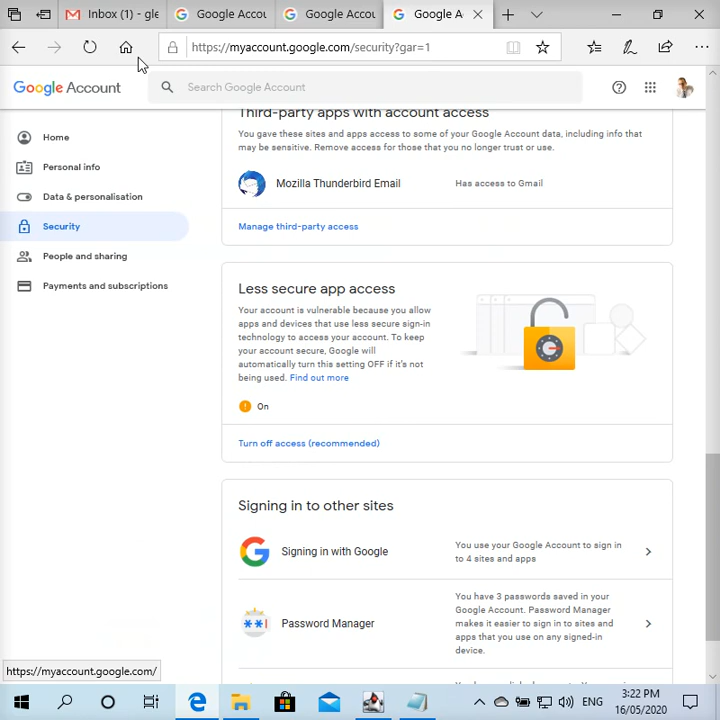 Inbox (1) - gle
Google Accou
Google Accou
Google A
https://myaccount.google.com/security?gar=1
Google Account
Search Google Account
Home
Personal info
Data & personalisation
Security
People and sharing
Payments and subscriptions
Third-party apps with account access
You gave these sites and apps access to some of your Google Account data, including info that
may be sensitive. Remove access for those that you no longer trust or use.
Mozilla Thunderbird Email
Has access to Gmail
Manage third-party access
Less secure app access
Your account is vulnerable because you allow
apps and devices that use less secure sign-in
technology to access your account. To keep
your account secure, Google will
automatically turn this setting OFF if it's not
being used. Find out more
On
Turn off access (recommended)
Signing in to other sites
Signing in with Google
You use your Google Account to sign in
to 4 sites and apps
Password Manager
You have 3 passwords saved in your
Google Account. Password Manager
makes it easier to sign in to sites and
apps that you use on any signed-in
device.
https://myaccount.google.com/
ENG
3:22 PM
16/05/2020